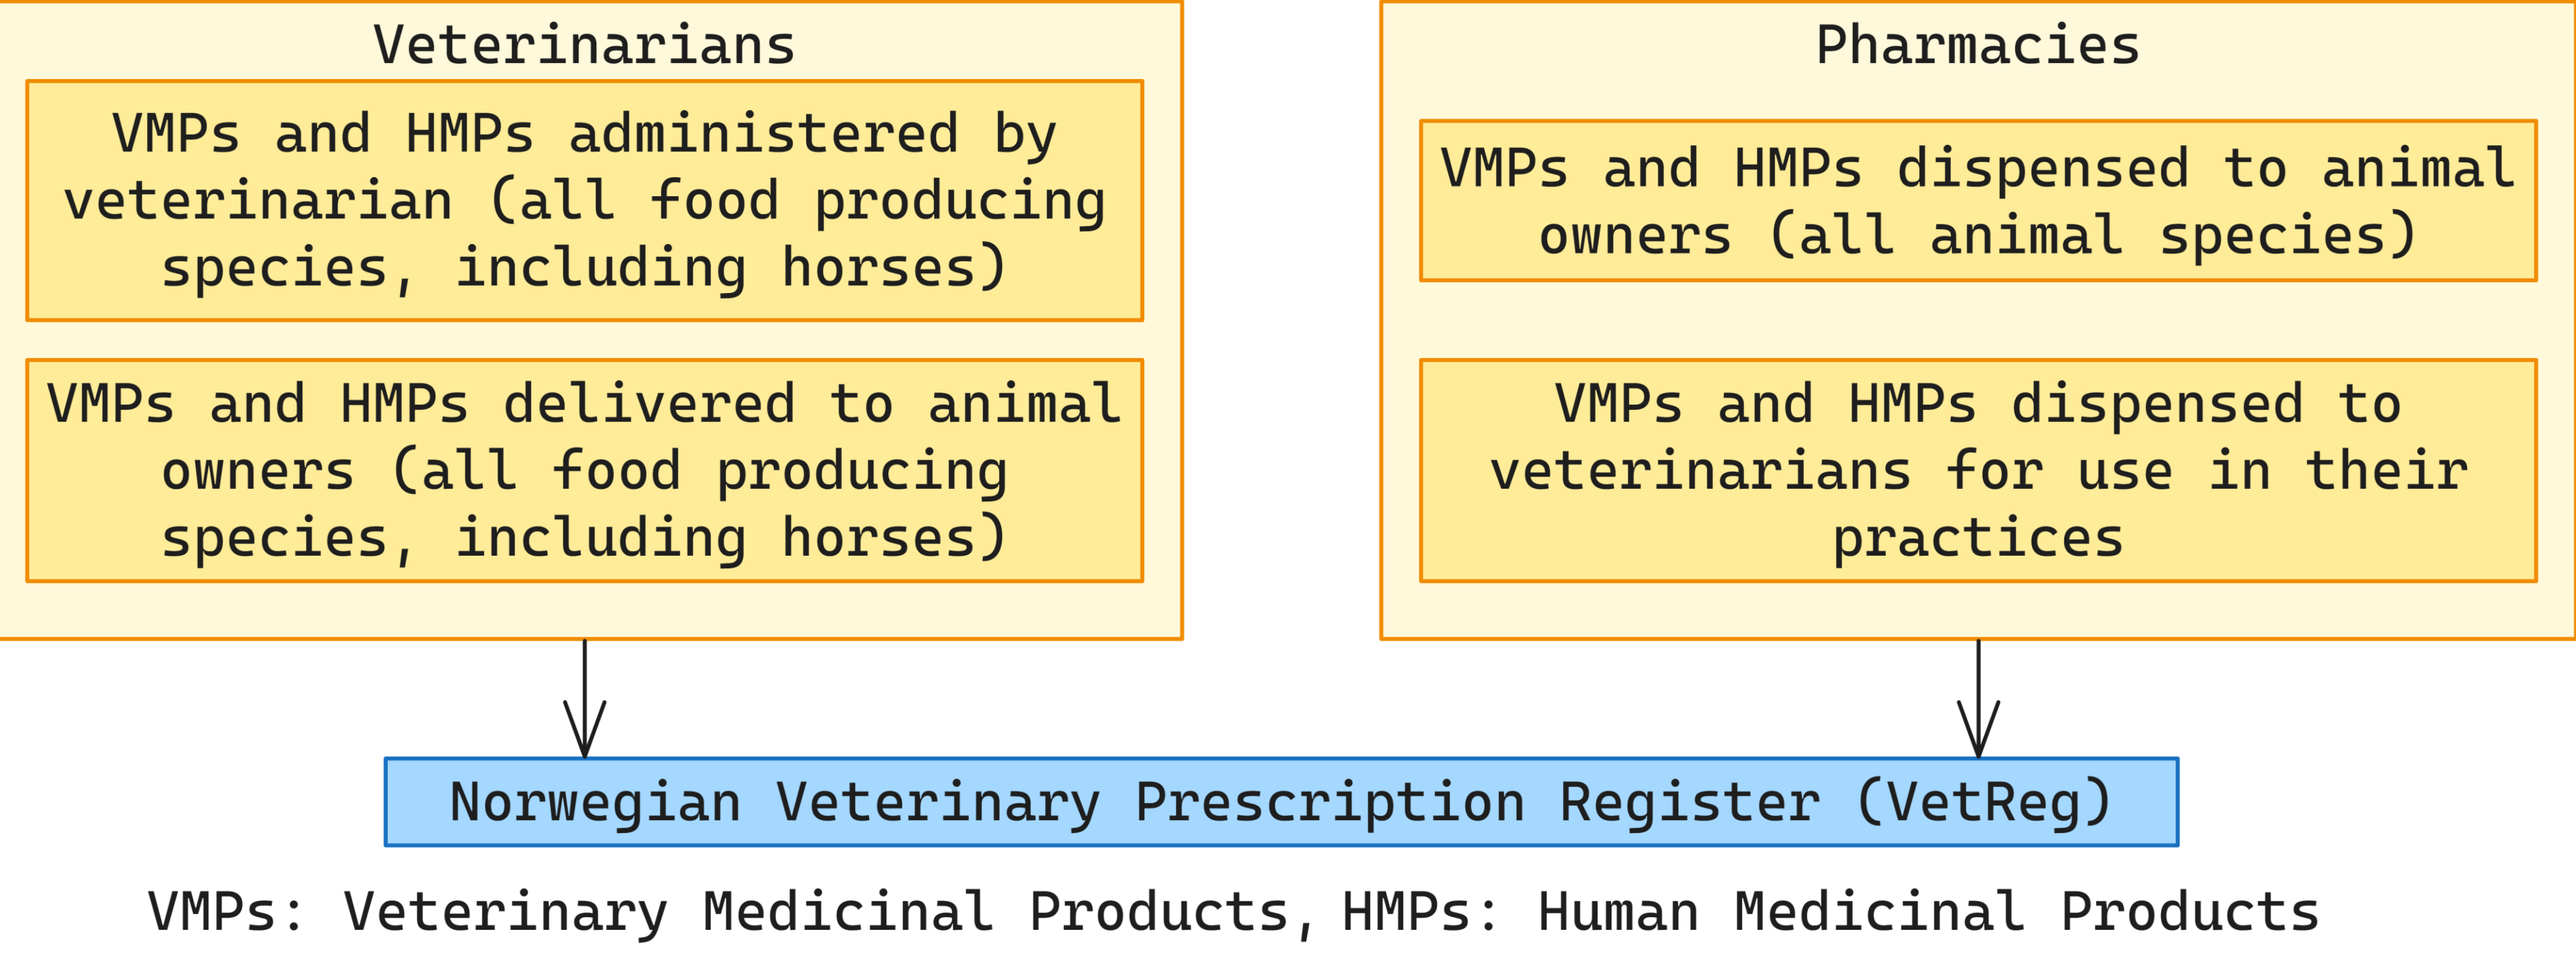 Veterinarians
VMPs and HMPs administered by
veterinarian (all food producing
species, including horses)
VMPs and HMPs delivered to animal
owners (all food producing
species, including horses)
Pharmacies
VMPs and HMPs dispensed to animal
owners (all animal species)
VMPs and HMPs dispensed to
veterinarians for use in their
practices
Norwegian Veterinary Prescription Register (VetReg)
VMPs: Veterinary Medicinal Products, HMPs: Human Medicinal Products